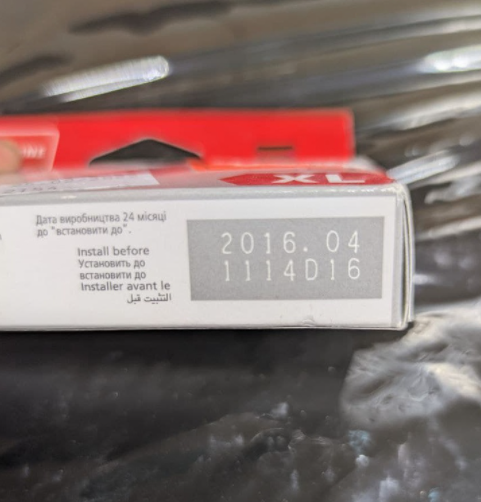 XL
Дата виробництва 24 місяці
до "встановити до".
Install before
Установить до
встановити до
Installer avant le
التثبيت قبل
2016. 04
1114D16